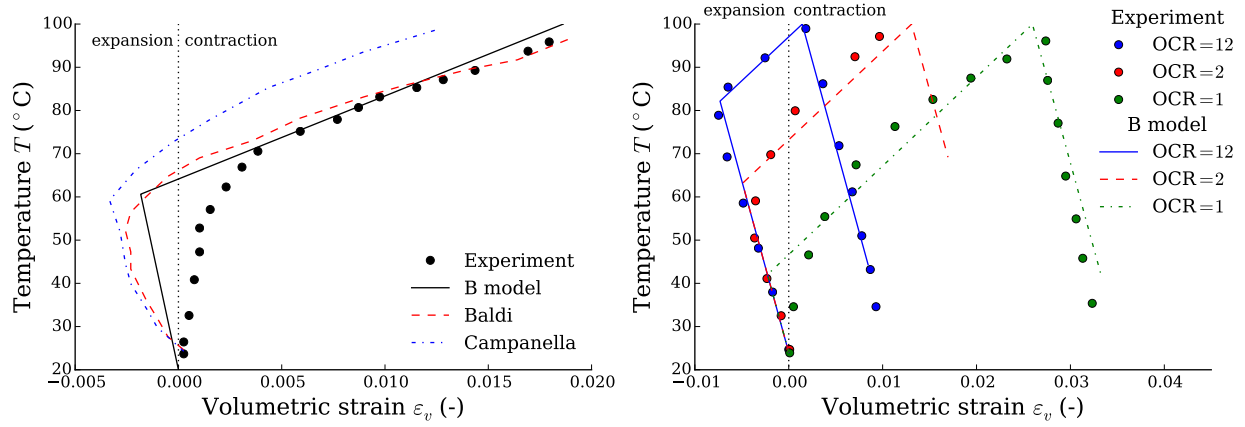 expansion contraction
Temperature T (°C)
100
90
80
70
60
50
40
30
20
−0.005 0.000 0.005 0.010 0.015 0.020
Volumetric strain εᵥ (-)
Experiment
B model
Baldi
Campanella
expansion contraction
Temperature T (°C)
100
90
80
70
60
50
40
30
20
−0.01 0.00 0.01 0.02 0.03 0.04
Volumetric strain εᵥ (-)
Experiment
OCR=12
OCR=2
OCR=1
B model
OCR=12
OCR=2
OCR=1